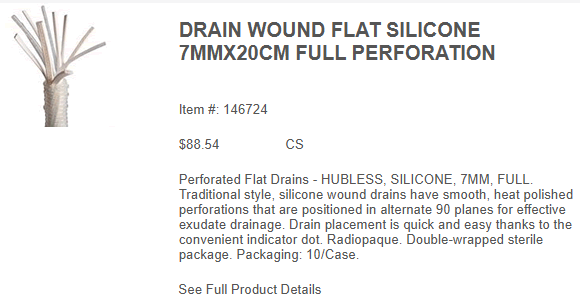 DRAIN WOUND FLAT SILICONE
7MMX20CM FULL PERFORATION
Item #: 146724
$88.54 CS
Perforated Flat Drains - HUBLESS, SILICONE, 7MM, FULL.
Traditional style, silicone wound drains have smooth, heat polished
perforations that are positioned in alternate 90 planes for effective
exudate drainage. Drain placement is quick and easy thanks to the
convenient indicator dot. Radiopaque. Double-wrapped sterile
package. Packaging: 10/Case.
See Full Product Details